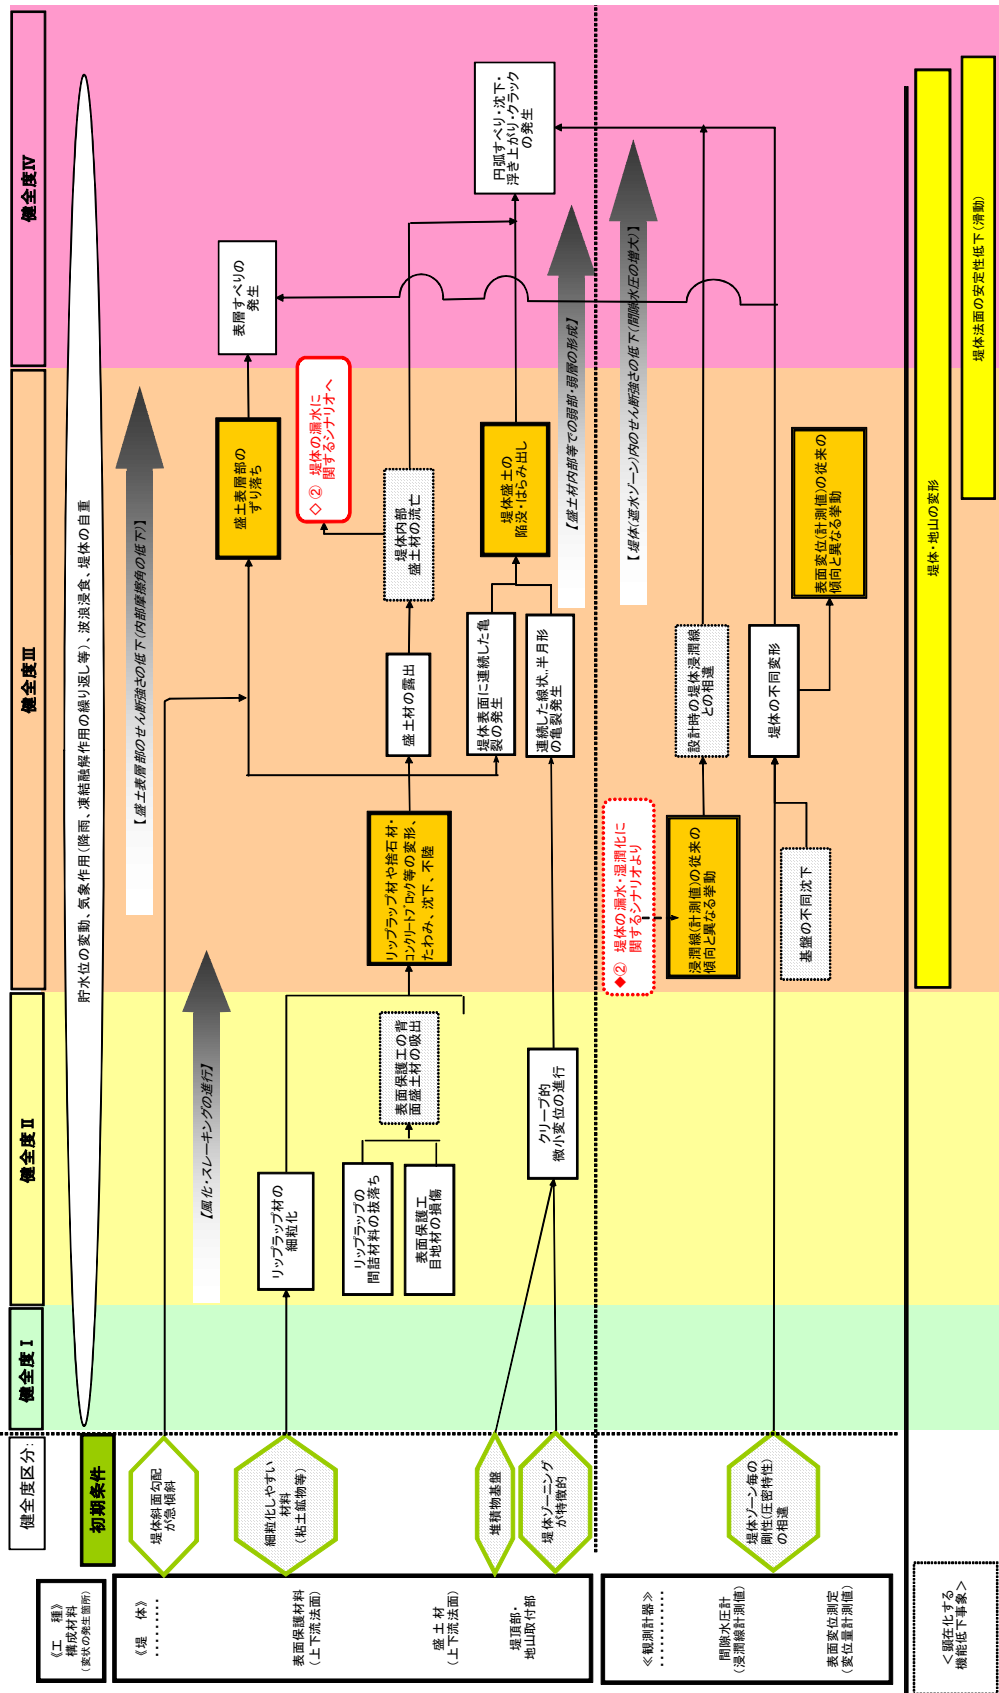 健全度区分:
健全度Ⅰ
健全度Ⅱ
健全度Ⅲ
健全度Ⅳ
《工　種》
構成材料
(変状の発生箇所)
初期条件
貯水位の変動、気象作用(降雨、凍結融解作用の繰り返し等)、波浪浸食、堤体の自重
《堤　体》
・・・・・・・・・
表面保護材料
(上下流法面)
盛土材
(上下流法面)
堤頂部・
地山取付部
堤体斜面勾配
が急傾斜
細粒化しやすい
材料
(粘土鉱物等)
堆積物基盤
堤体ゾーニング
が特徴的
【盛土表層部のせん断強さの低下(内部摩擦角の低下)】
【風化・スレーキングの進行】
リップラップ材の
細粒化
リップラップの
間詰材料の抜落ち
表面保護工
目地材の損傷
表面保護工の背
面盛土材の吸出
クリープ的
微小変位の進行
リップラップ材や捨石材・
コンクリートブロック等の変形、
たわみ、沈下、不陸
盛土表層部の
ずり落ち
表層すべりの
発生
◇② 堤体の漏水に
関するシナリオへ
堤体内部
盛土材の流亡
盛土材の露出
堤体表面に連続した亀
裂の発生
連続した線状、半月形
の亀裂発生
堤体盛土の
陥没・はらみ出し
円弧すべり・沈下・
浮き上がり・クラック
の発生
【盛土材内部等での弱部・弱層の形成】
【堤体(遮水ゾーン)内のせん断強さの低下(間隙水圧の増大)】
≪観測計器≫
・・・・・・・・・・・
間隙水圧計
(浸潤線計測値)
表面変位測定
(変位量計測値)
堤体ゾーン毎の
剛性(圧密特性)
の相違
◆② 堤体の漏水・湿潤化に
関するシナリオより
浸潤線(計測値)の従来の
傾向と異なる挙動
設計時の堤体浸潤線
との相違
基盤の不同沈下
堤体の不同変形
表面変位(計測値)の従来の
傾向と異なる挙動
＜顕在化する
機能低下事象＞
堤体・地山の変形
堤体法面の安定性低下(滑動)